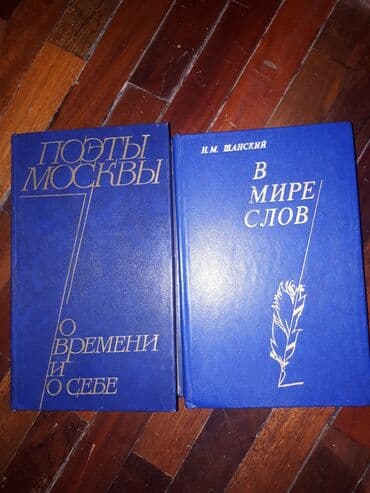 ПОЭТЫ
МОСКВЫ
О
ВРЕМЕНИ
И
О СЕБЕ
Н.М. ШАНСКИЙ
В
МИРЕ
СЛОВ